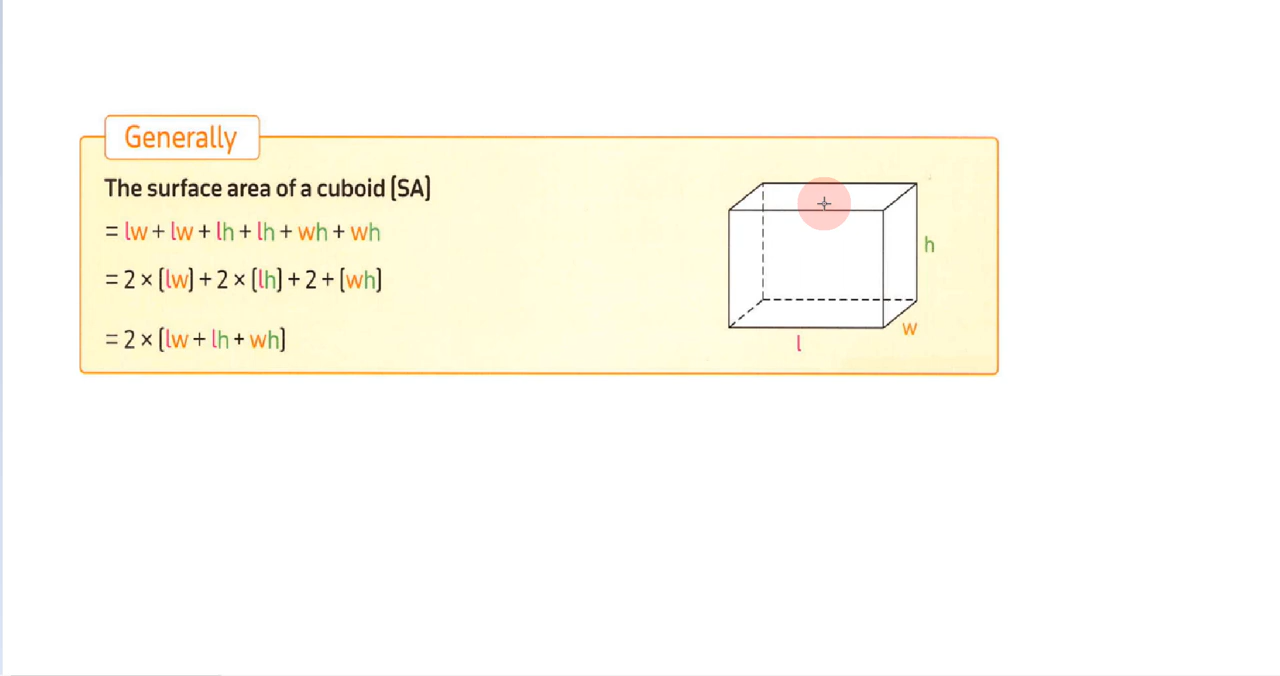 Generally
The surface area of a cuboid (SA)
= lw + lw + lh + lh + wh + wh
= 2 × (lw) + 2 × (lh) + 2 + (wh)
= 2 × (lw + lh + wh)
h
w
l